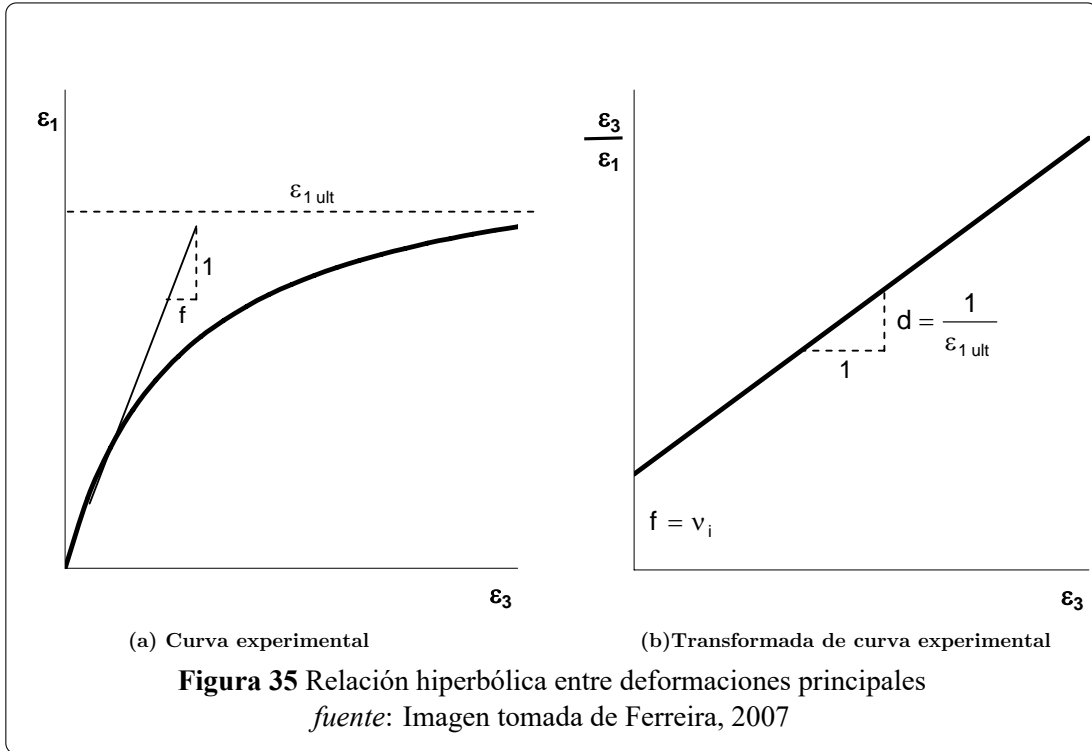 ε₁
ε₁ ult
1
f
ε₃
(a) Curva experimental
ε₃
ε₁
d = 1
ε₁ ult
1
f = ν i
ε₃
(b)Transformada de curva experimental
Figura 35 Relación hiperbólica entre deformaciones principales
fuente: Imagen tomada de Ferreira, 2007